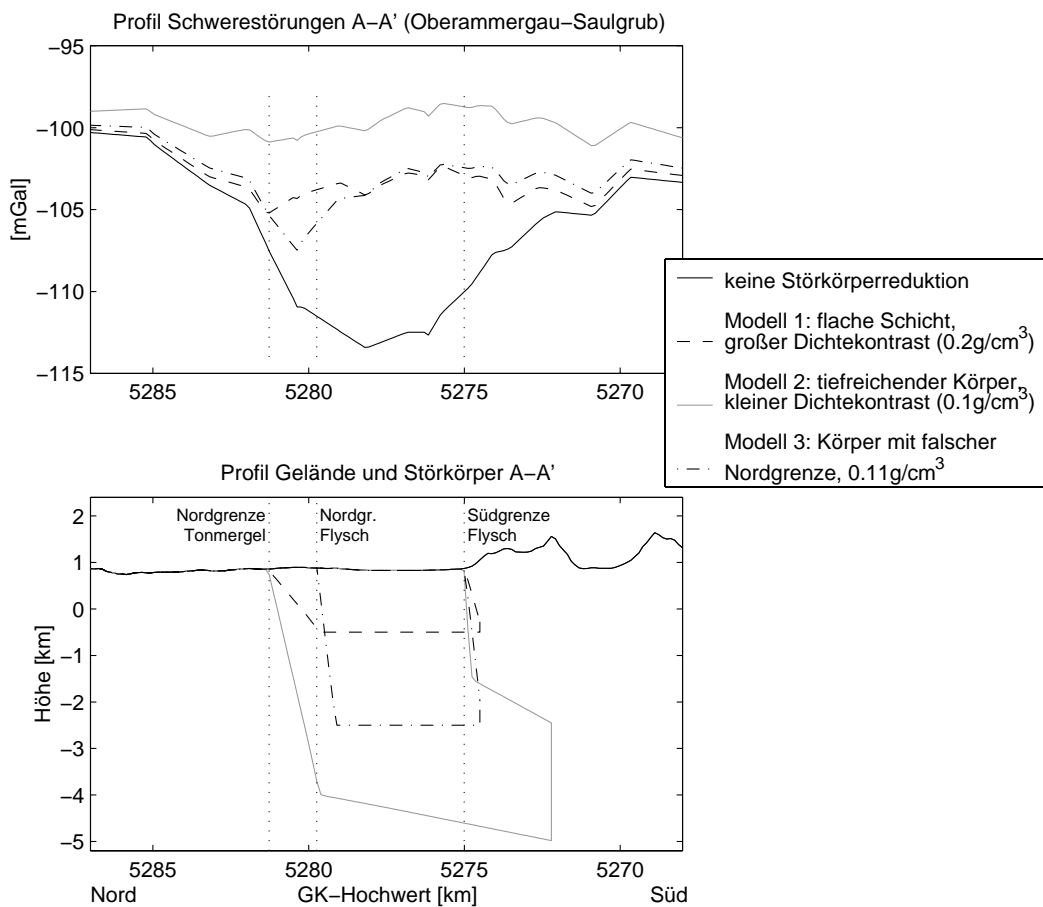 Profil Schwerestörungen A−A' (Oberammergau−Saulgrub)
−95
−100
−105
−110
−115
[mGal]
5285
5280
5275
5270
keine Störkörperreduktion
Modell 1: flache Schicht,
großer Dichtekontrast (0.2g/cm³)
Modell 2: tiefreichender Körper,
kleiner Dichtekontrast (0.1g/cm³)
Modell 3: Körper mit falscher
Nordgrenze, 0.11g/cm³
Profil Gelände und Störkörper A−A'
Nordgrenze
Tonmergel
Nordgr.
Flysch
Südgrenze
Flysch
2
1
0
−1
−2
−3
−4
−5
Höhe [km]
5285
5280
5275
5270
Nord
GK−Hochwert [km]
Süd